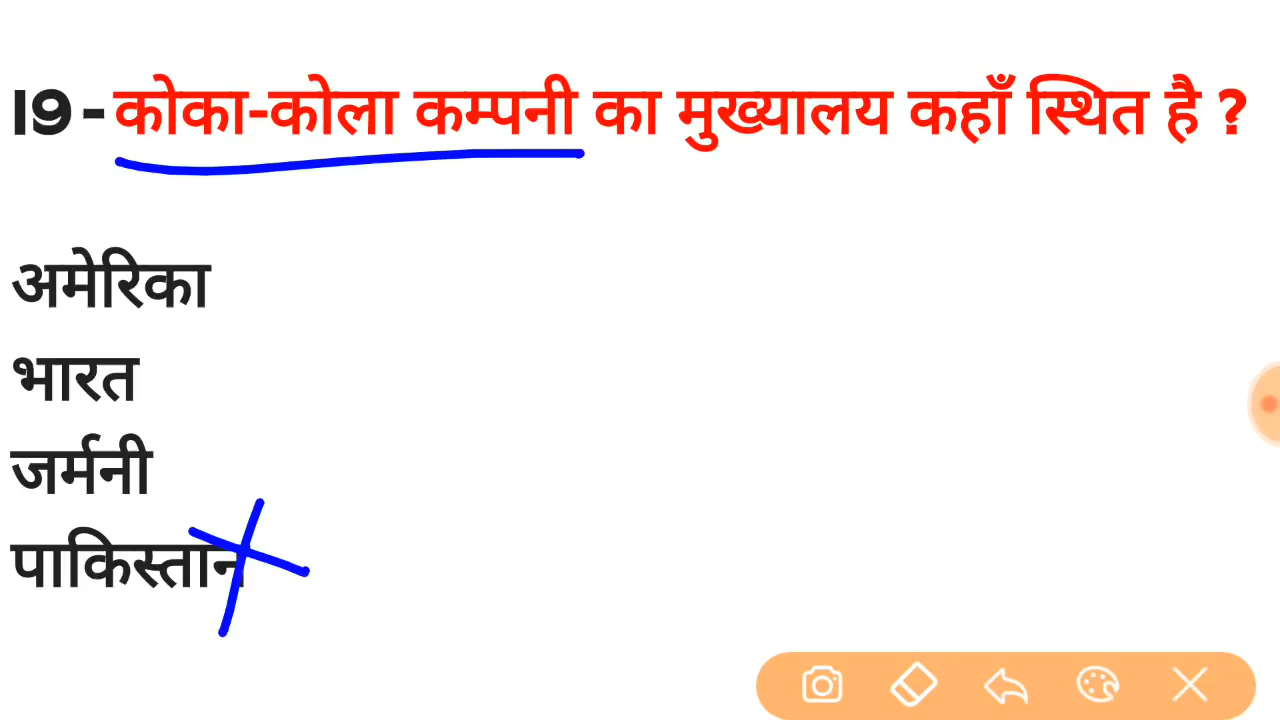 19 - कोका-कोला कम्पनी का मुख्यालय कहाँ स्थित है ?
अमेरिका
भारत
जर्मनी
पाकिस्तान